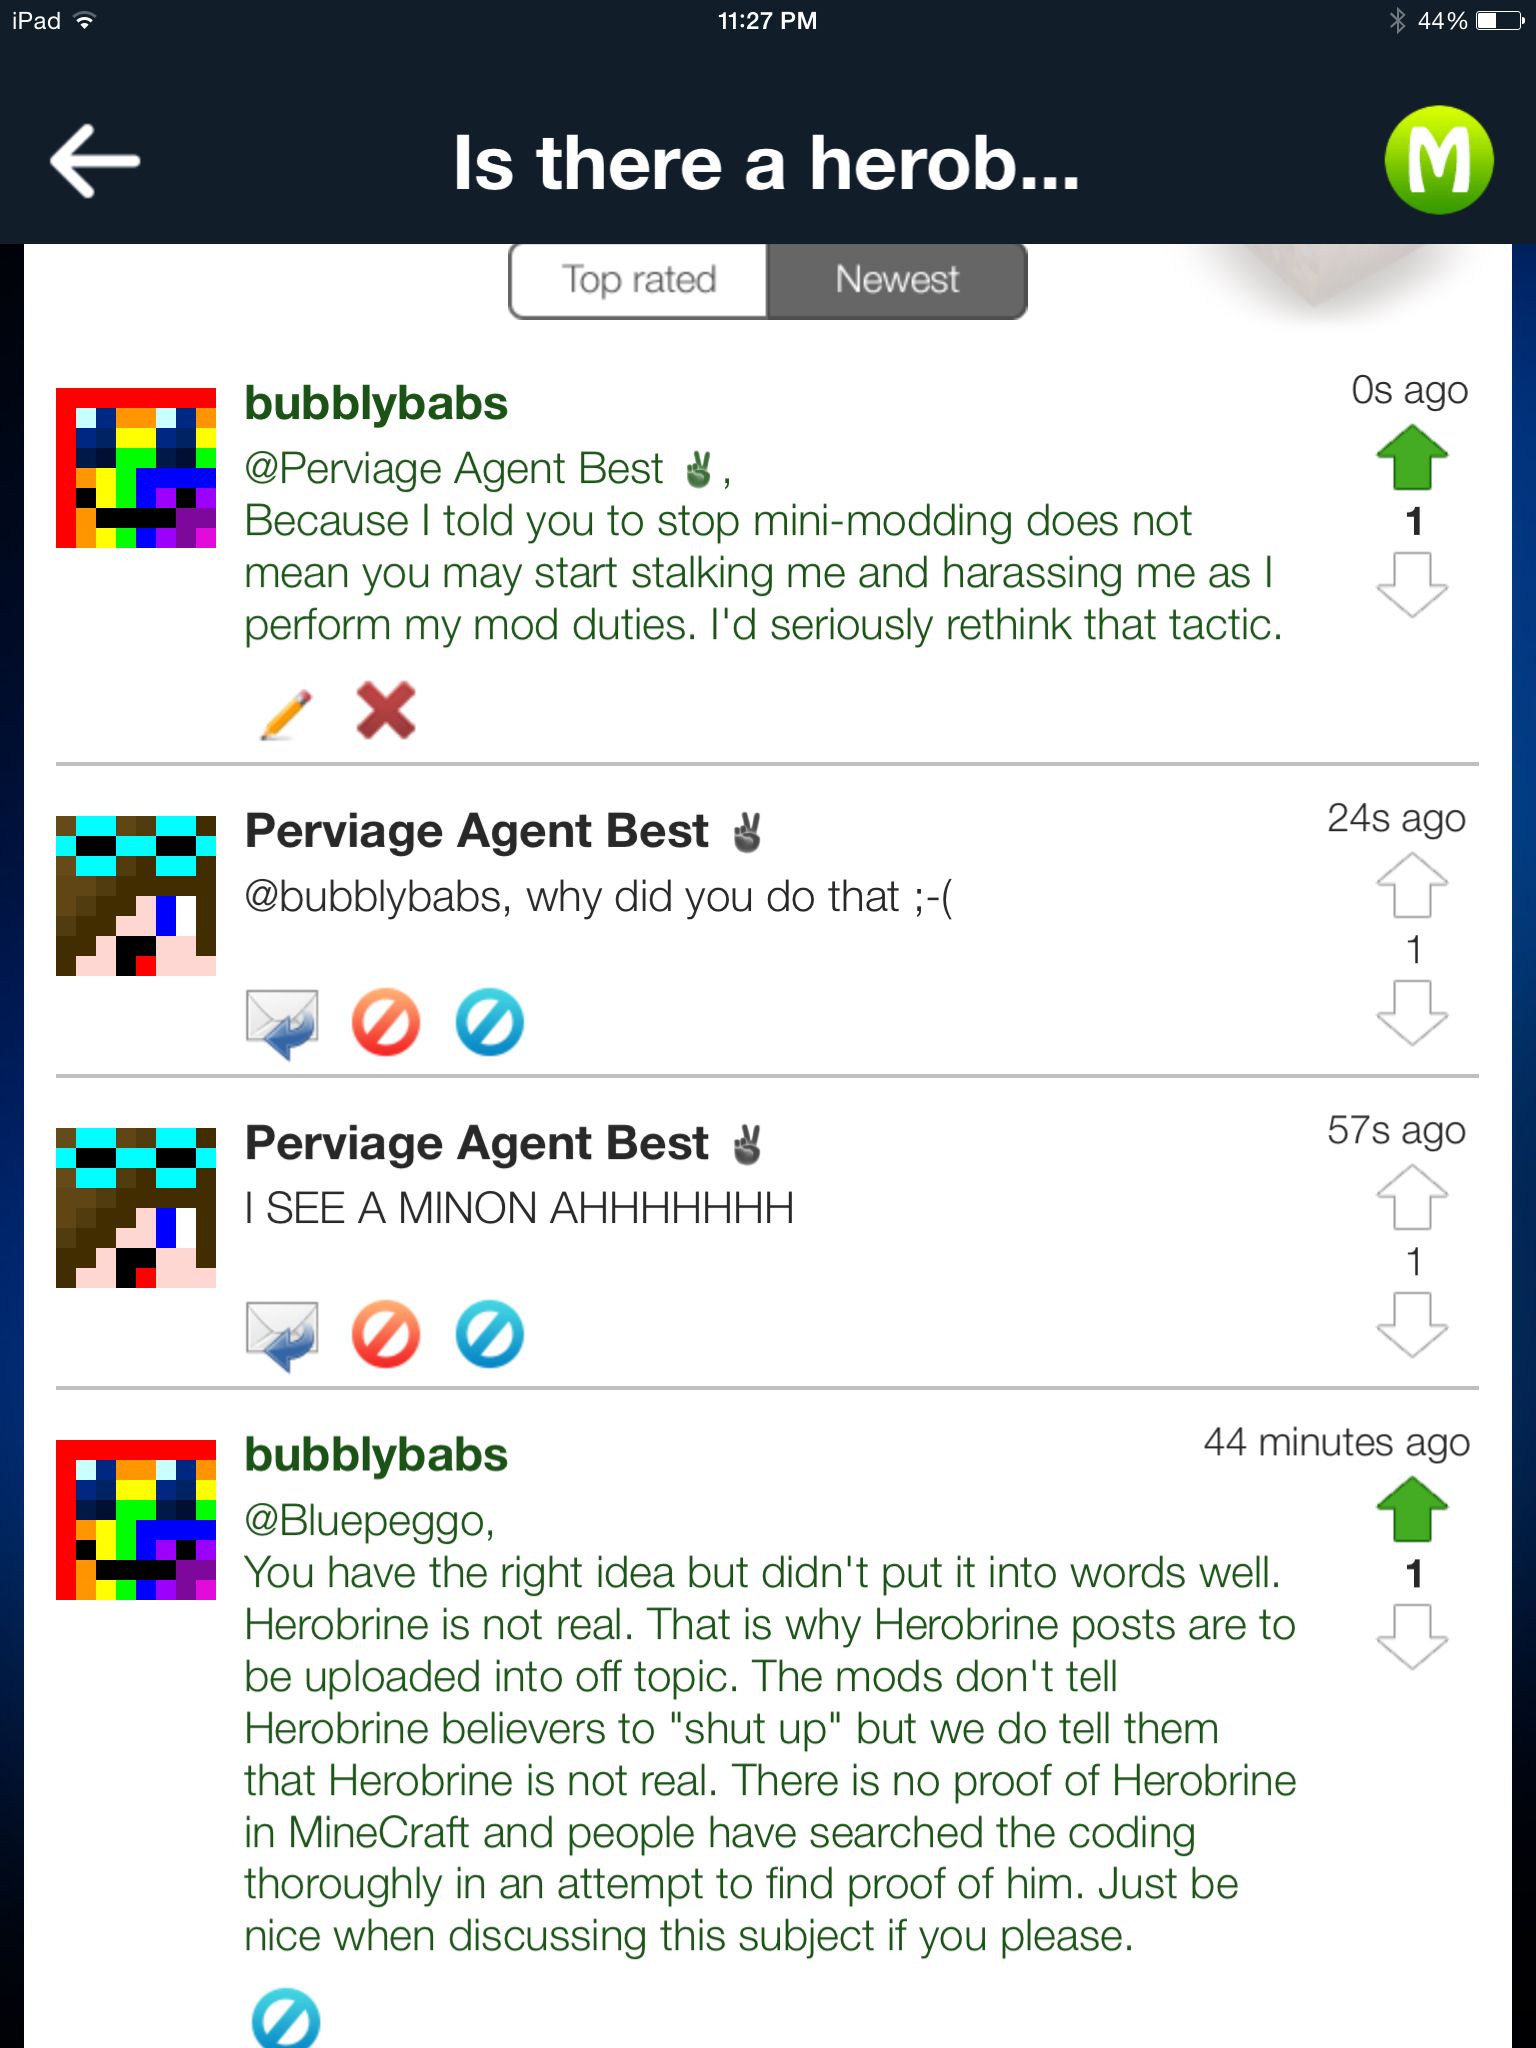 iPad 11:27 PM 44%
Is there a herob...
M
Top rated Newest
bubblybabs 0s ago
@Perviage Agent Best ✌,
Because I told you to stop mini-modding does not
mean you may start stalking me and harassing me as I
perform my mod duties. I'd seriously rethink that tactic.
1
Perviage Agent Best ✌ 24s ago
@bubblybabs, why did you do that ;-(
1
Perviage Agent Best ✌ 57s ago
I SEE A MINON AHHHHHHH
1
bubblybabs 44 minutes ago
@Bluepeggo,
You have the right idea but didn't put it into words well.
1
Herobrine is not real. That is why Herobrine posts are to
be uploaded into off topic. The mods don't tell
Herobrine believers to "shut up" but we do tell them
that Herobrine is not real. There is no proof of Herobrine
in MineCraft and people have searched the coding
thoroughly in an attempt to find proof of him. Just be
nice when discussing this subject if you please.